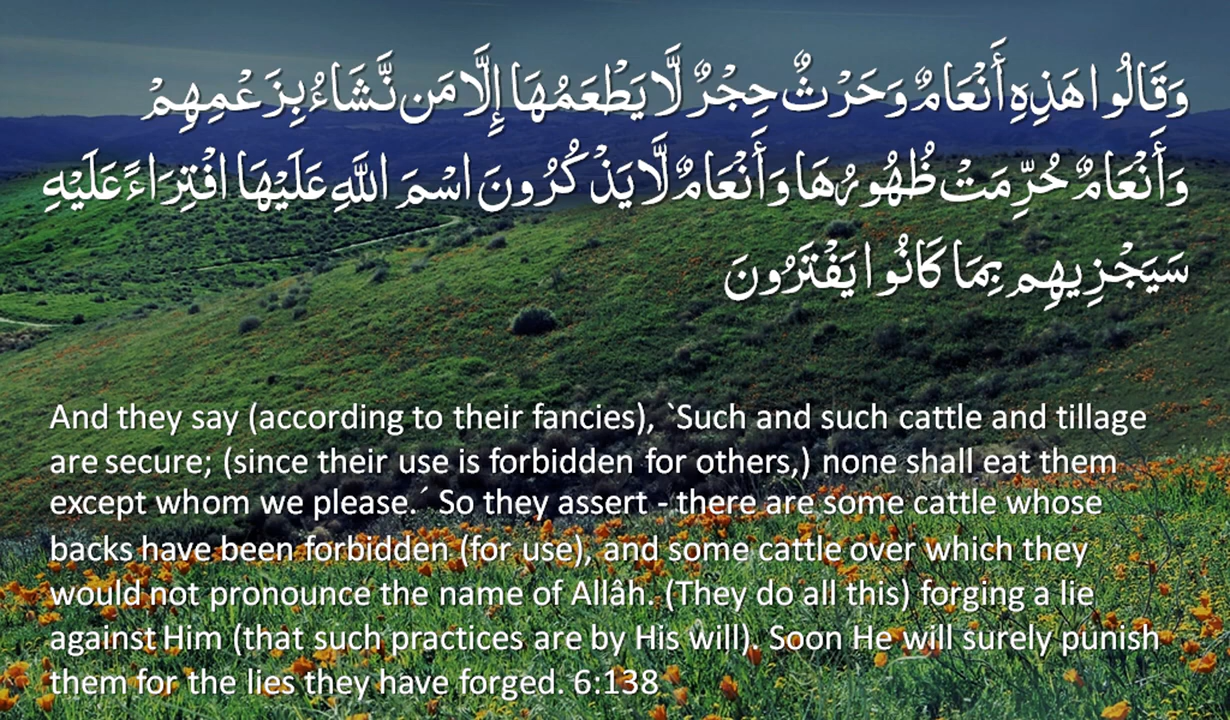 وَقَالُوا هَذِهِ أَنْعَامٌ وَحَرْثٌ حِجْرٌ لَّا يَطْعَمُهَا إِلَّا مَن نَّشَاءُ بِزَعْمِهِمْ
وَأَنْعَامٌ حُرِّمَتْ ظُهُورُهَا وَأَنْعَامٌ لَّا يَذْكُرُونَ اسْمَ اللَّهِ عَلَيْهَا افْتِرَاءً عَلَيْهِ
سَيَجْزِيهِم بِمَا كَانُوا يَفْتَرُونَ
And they say (according to their fancies), `Such and such cattle and tillage
are secure; (since their use is forbidden for others,) none shall eat them
except whom we please.´ So they assert - there are some cattle whose
backs have been forbidden (for use), and some cattle over which they
would not pronounce the name of Allâh. (They do all this) forging a lie
against Him (that such practices are by His will). Soon He will surely punish
them for the lies they have forged. 6:138